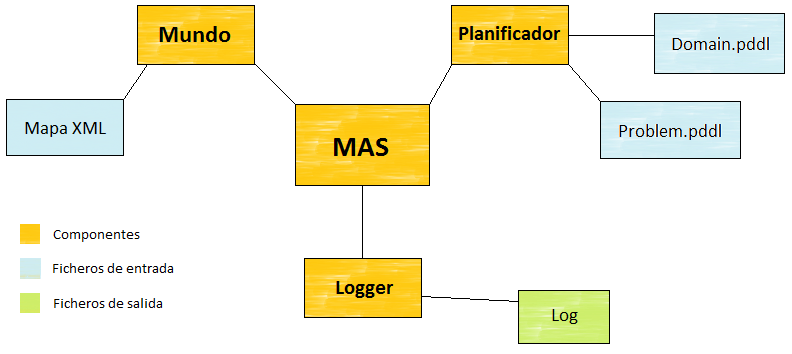 Mundo
Planificador
Domain.pddl
Mapa XML
Problem.pddl
MAS
Componentes
Ficheros de entrada
Ficheros de salida
Logger
Log